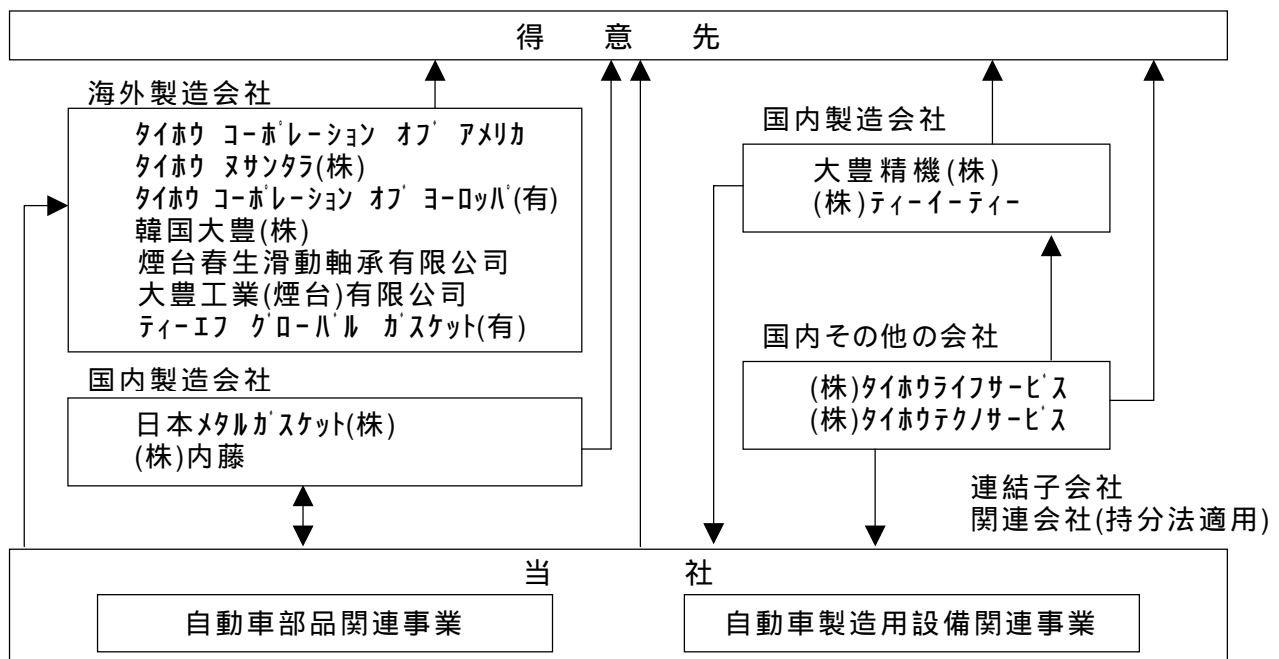 得意先
海外製造会社
タイホウ コーポレーション オブ アメリカ
タイホウ ヌサンタラ(株)
タイホウ コーポレーション オブ ヨーロッパ(有)
韓国大豊(株)
煙台春生滑動軸承有限公司
大豊工業(煙台)有限公司
ティーエフ グローバル ガスケット(有)
国内製造会社
日本メタルガスケット(株)
(株)内藤
国内製造会社
大豊精機(株)
(株)ティーイーティー
国内その他の会社
(株)タイホウライフサービス
(株)タイホウテクノサービス
連結子会社
関連会社(持分法適用)
当社
自動車部品関連事業
自動車製造用設備関連事業